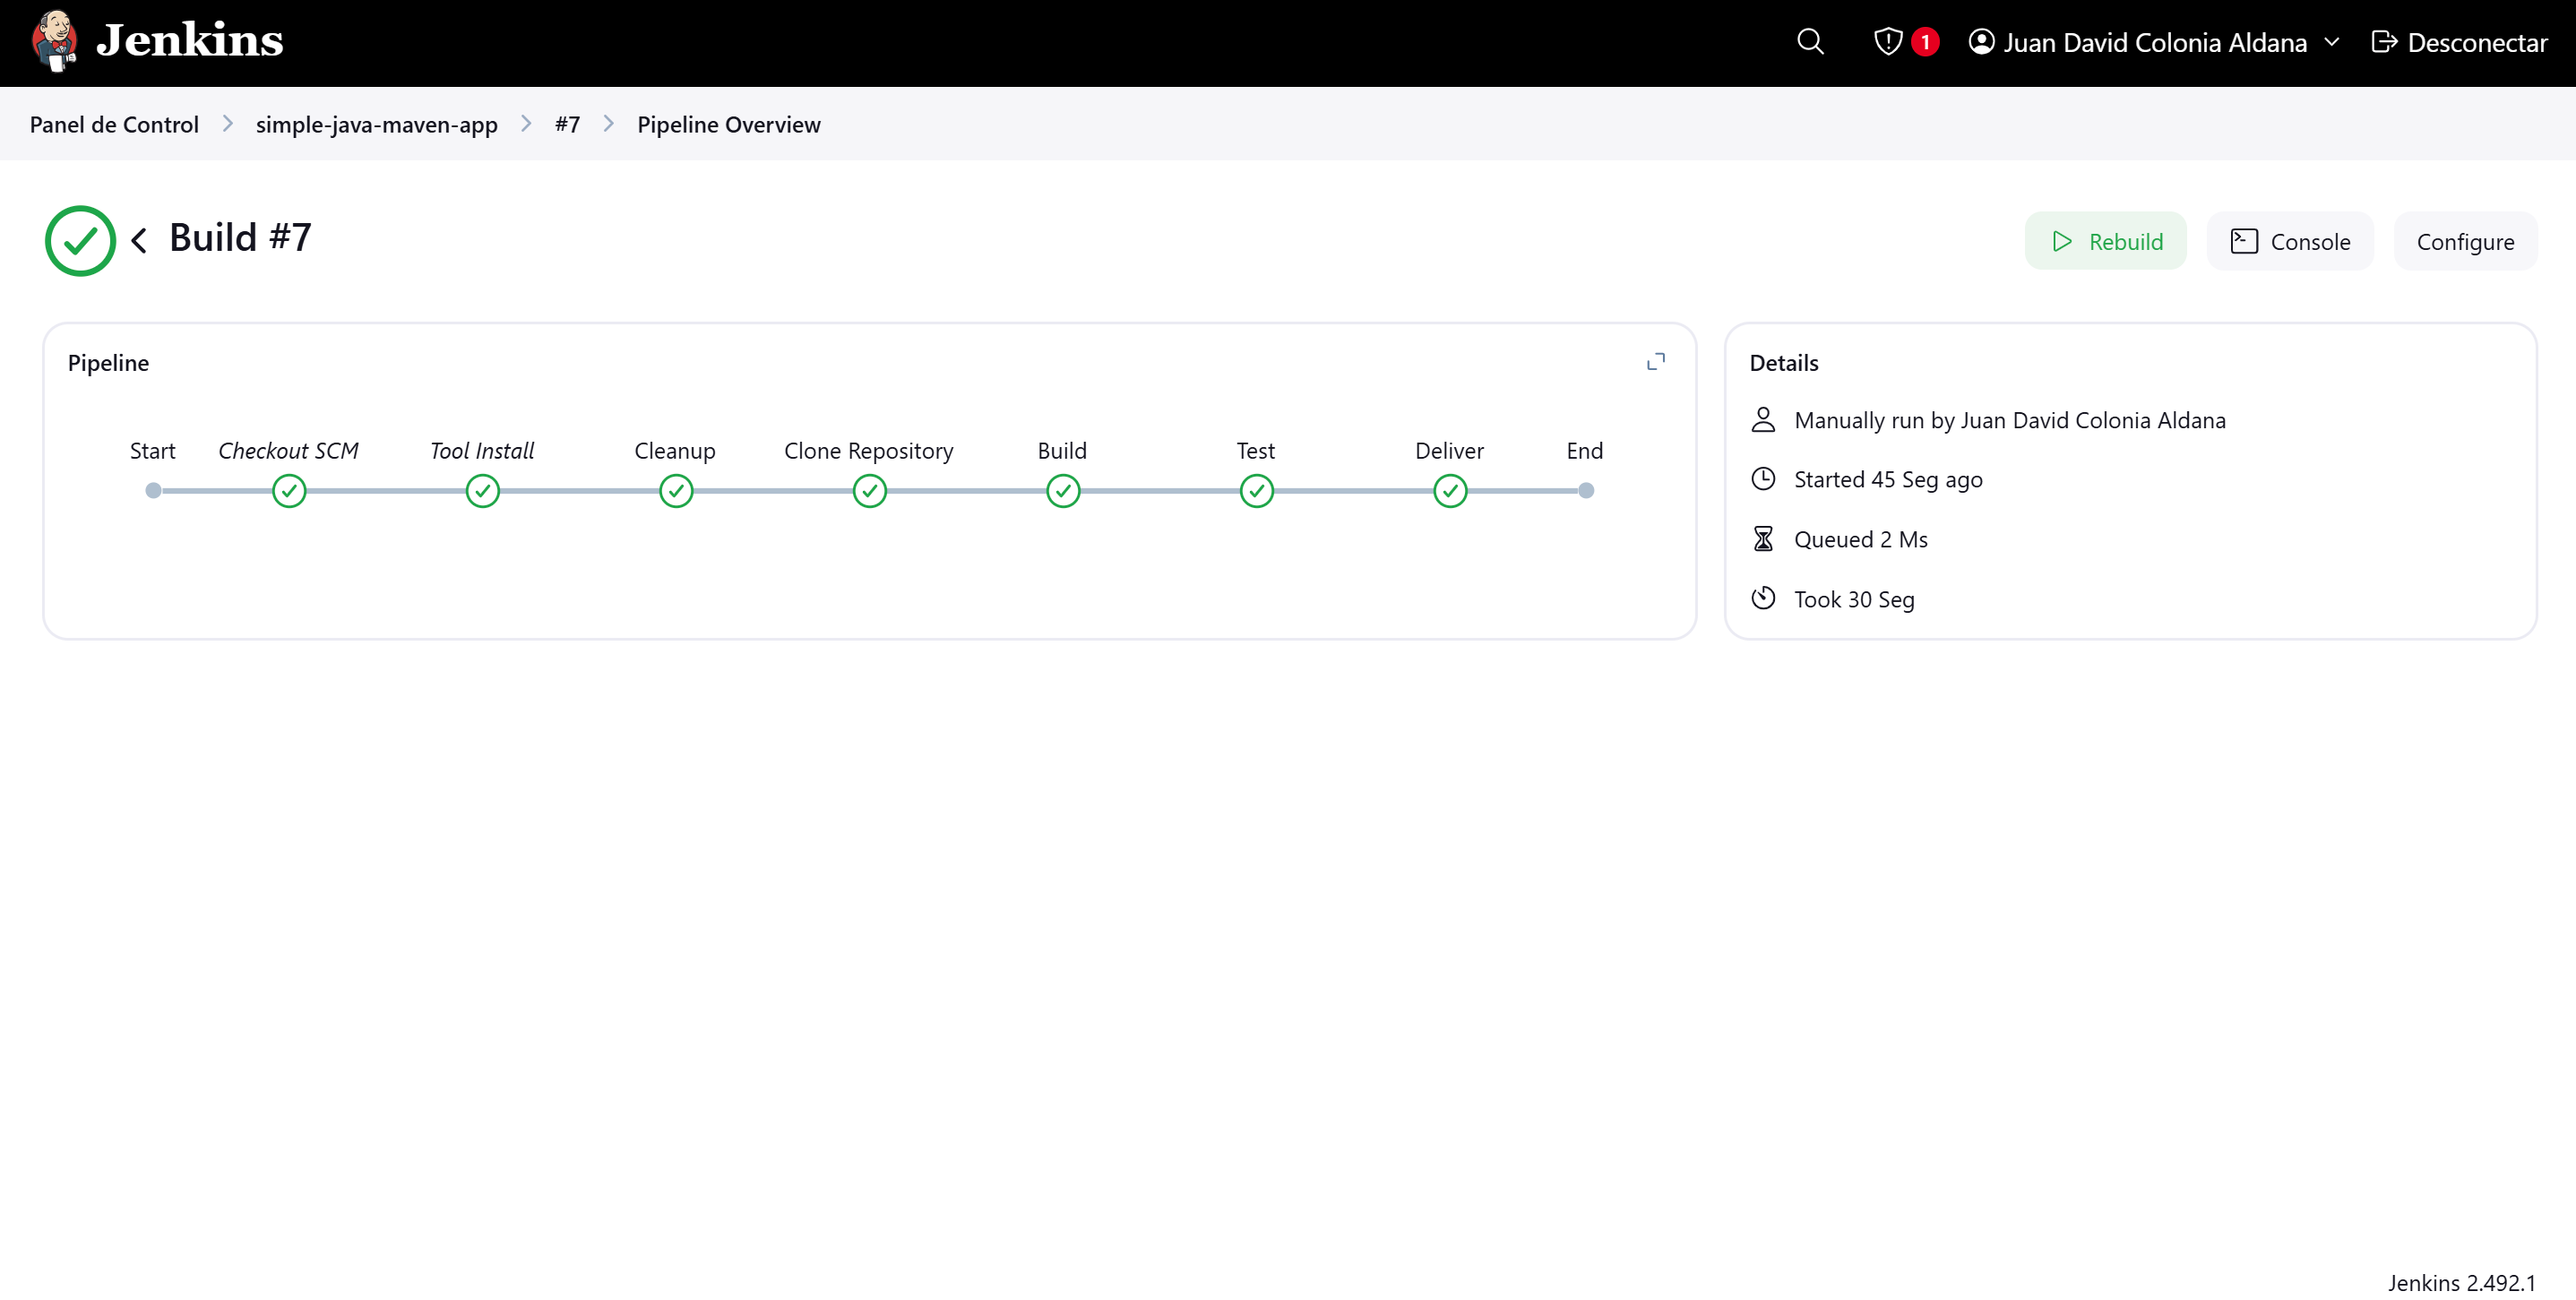 Jenkins
1
Juan David Colonia Aldana
Desconectar
Panel de Control
simple-java-maven-app
#7
Pipeline Overview
Build #7
Rebuild
Console
Configure
Pipeline
Start
Checkout SCM
Tool Install
Cleanup
Clone Repository
Build
Test
Deliver
End
Details
Manually run by Juan David Colonia Aldana
Started 45 Seg ago
Queued 2 Ms
Took 30 Seg
Jenkins 2.492.1